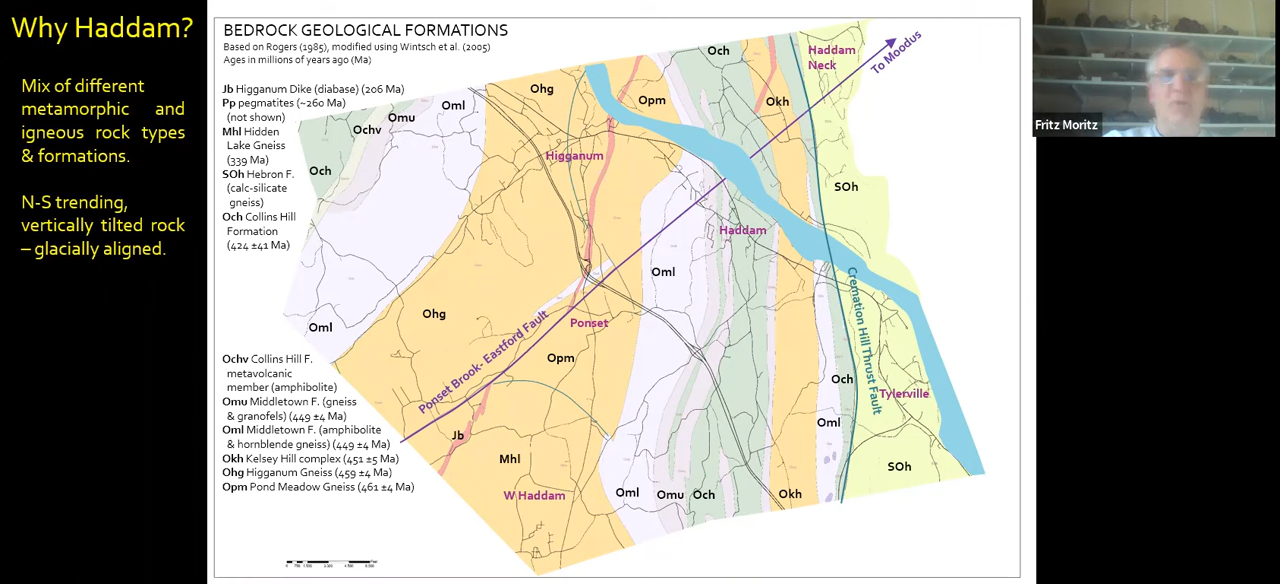 Why Haddam?
Mix of different
metamorphic and
igneous rock types
& formations.
N-S trending,
vertically tilted rock
– glacially aligned.
BEDROCK GEOLOGICAL FORMATIONS
Based on Rogers (1985), modified using Wintsch et al. (2005)
Ages in millions of years ago (Ma)
Jb Higganum Dike (diabase) (206 Ma)
Pp pegmatites (~260 Ma)
(not shown)
Mhl Hidden
Lake Gneiss
(339 Ma)
SOh Hebron F.
(calc-silicate
gneiss)
Och Collins Hill
Formation
(424 ±41 Ma)
Ochv Collins Hill F.
metavolcanic
member (amphibolite)
Omu Middletown F. (gneiss
& granofels) (449 ±4 Ma)
Oml Middletown F. (amphibolite
& hornblende gneiss) (449 ±4 Ma)
Okh Kelsey Hill complex (451 ±5 Ma)
Ohg Higganum Gneiss (459 ±4 Ma)
Opm Pond Meadow Gneiss (461 ±4 Ma)
Och
Haddam
Neck
To Moodus
Ohg
Opm
Okh
Oml
Omu
Ochv
Och
Higganum
SOh
Haddam
Oml
Ohg
Oml
Ponset
Cremation Hill Thrust Fault
Ponset Brook- Eastford Fault
Opm
Och
Tylerville
Oml
Jb
Mhl
SOh
W Haddam
Oml
Omu
Och
Okh
Fritz Moritz